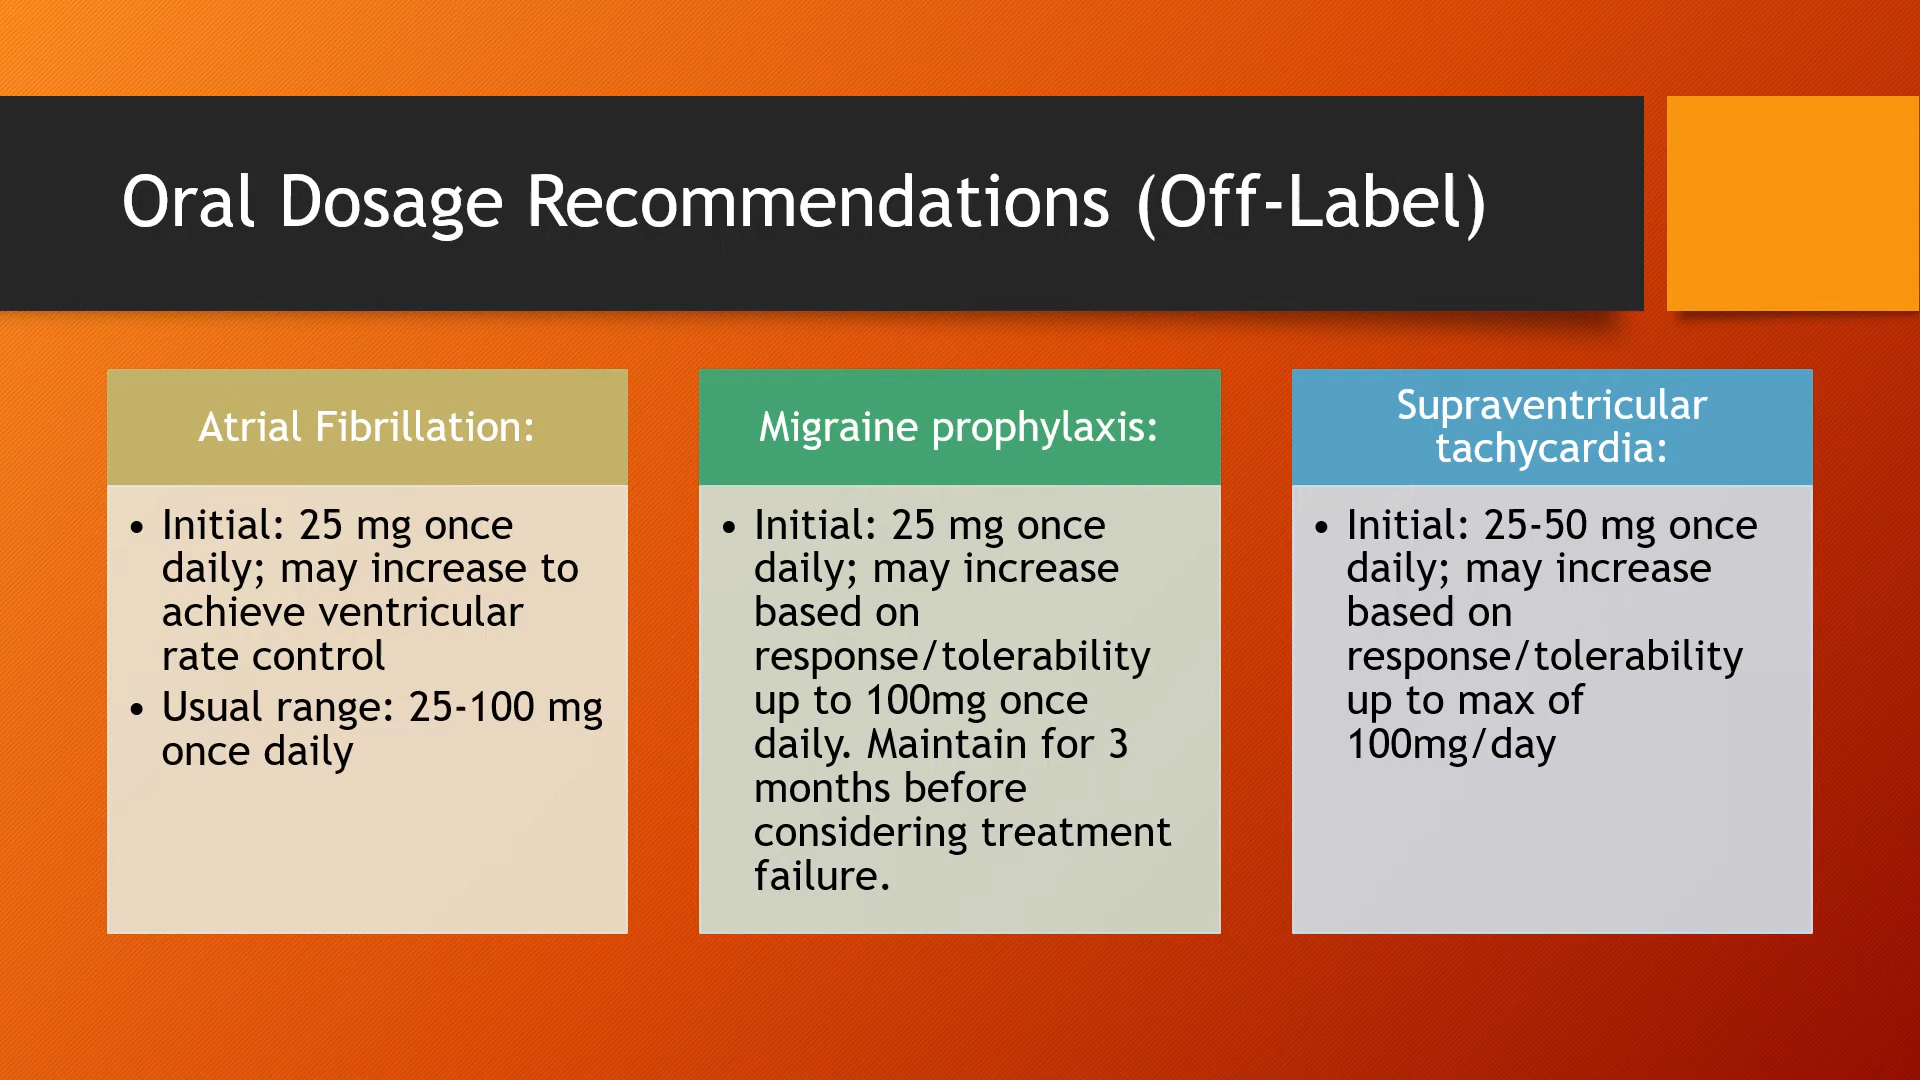 Oral Dosage Recommendations (Off-Label)
Atrial Fibrillation:
• Initial: 25 mg once
daily; may increase to
achieve ventricular
rate control
• Usual range: 25-100 mg
once daily
Migraine prophylaxis:
• Initial: 25 mg once
daily; may increase
based on
response/tolerability
up to 100mg once
daily. Maintain for 3
months before
considering treatment
failure.
Supraventricular
tachycardia:
• Initial: 25-50 mg once
daily; may increase
based on
response/tolerability
up to max of
100mg/day